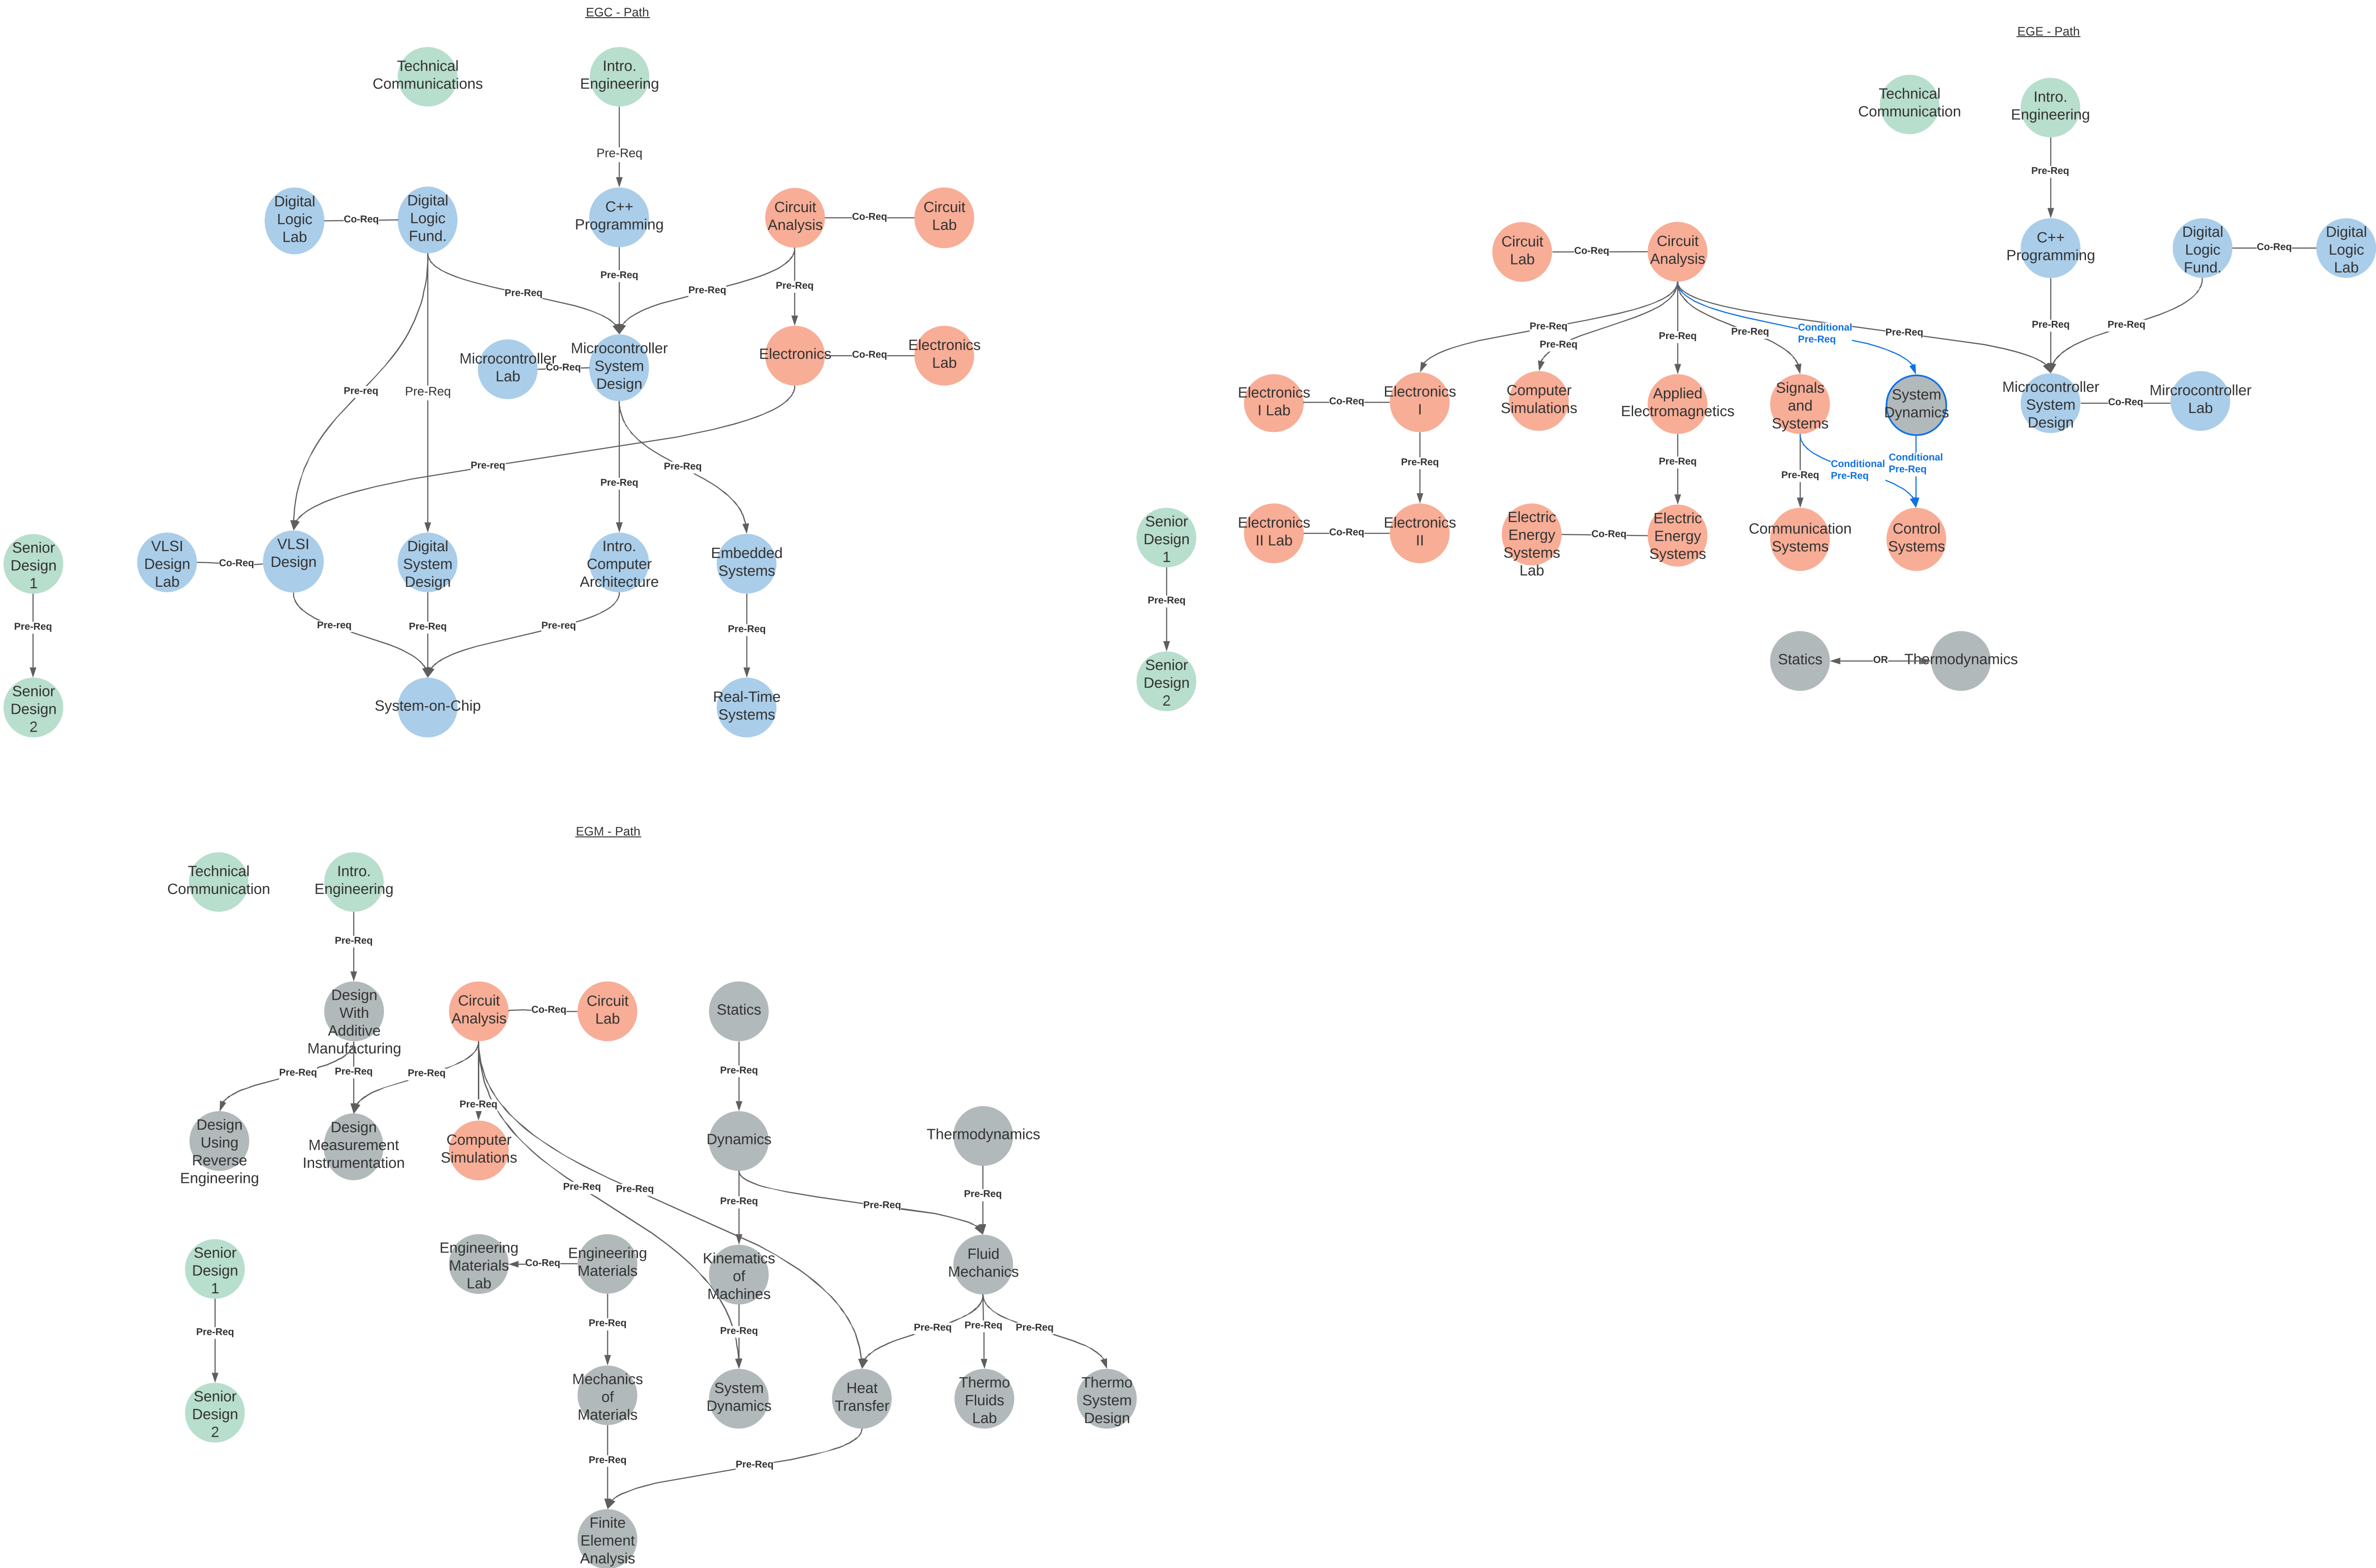 EGC - Path
Technical
Communications
Intro.
Engineering
Pre-Req
Digital
Logic
Lab
Co-Req
Digital
Logic
Fund.
C++
Programming
Circuit
Analysis
Co-Req
Circuit
Lab
Pre-Req
Pre-Req
Pre-Req
Pre-Req
Microcontroller
Lab
Co-Req
Microcontroller
System
Design
Electronics
Co-Req
Electronics
Lab
Pre-req
Pre-Req
Pre-req
Pre-Req
Pre-Req
Senior
Design
1
VLSI
Design
Lab
Co-Req
VLSI
Design
Digital
System
Design
Intro.
Computer
Architecture
Embedded
Systems
Pre-Req
Pre-req
Pre-Req
Pre-req
Pre-Req
Senior
Design
2
System-on-Chip
Real-Time
Systems
EGE - Path
Technical
Communication
Intro.
Engineering
Pre-Req
Circuit
Lab
Co-Req
Circuit
Analysis
C++
Programming
Digital
Logic
Fund.
Co-Req
Digital
Logic
Lab
Pre-Req
Pre-Req
Pre-Req
Pre-Req
Conditional
Pre-Req
Pre-Req
Pre-Req
Pre-Req
Electronics
I Lab
Co-Req
Electronics
I
Computer
Simulations
Applied
Electromagnetics
Signals
and
Systems
System
Dynamics
Microcontroller
System
Design
Co-Req
Mircrocontroller
Lab
Pre-Req
Pre-Req
Pre-Req
Conditional
Pre-Req
Conditional
Pre-Req
Senior
Design
1
Electronics
II Lab
Co-Req
Electronics
II
Electric
Energy
Systems
Lab
Co-Req
Electric
Energy
Systems
Communication
Systems
Control
Systems
Pre-Req
Senior
Design
2
Statics
OR
Thermodynamics
EGM - Path
Technical
Communication
Intro.
Engineering
Pre-Req
Design
With
Additive
Manufacturing
Circuit
Analysis
Co-Req
Circuit
Lab
Statics
Pre-Req
Pre-Req
Pre-Req
Pre-Req
Pre-Req
Design
Using
Reverse
Engineering
Design
Measurement
Instrumentation
Computer
Simulations
Dynamics
Thermodynamics
Pre-Req
Pre-Req
Pre-Req
Pre-Req
Pre-Req
Senior
Design
1
Engineering
Materials
Lab
Co-Req
Engineering
Materials
Kinematics
of
Machines
Fluid
Mechanics
Pre-Req
Pre-Req
Pre-Req
Pre-Req
Pre-Req
Pre-Req
Senior
Design
2
Mechanics
of
Materials
System
Dynamics
Heat
Transfer
Thermo
Fluids
Lab
Thermo
System
Design
Pre-Req
Pre-Req
Finite
Element
Analysis